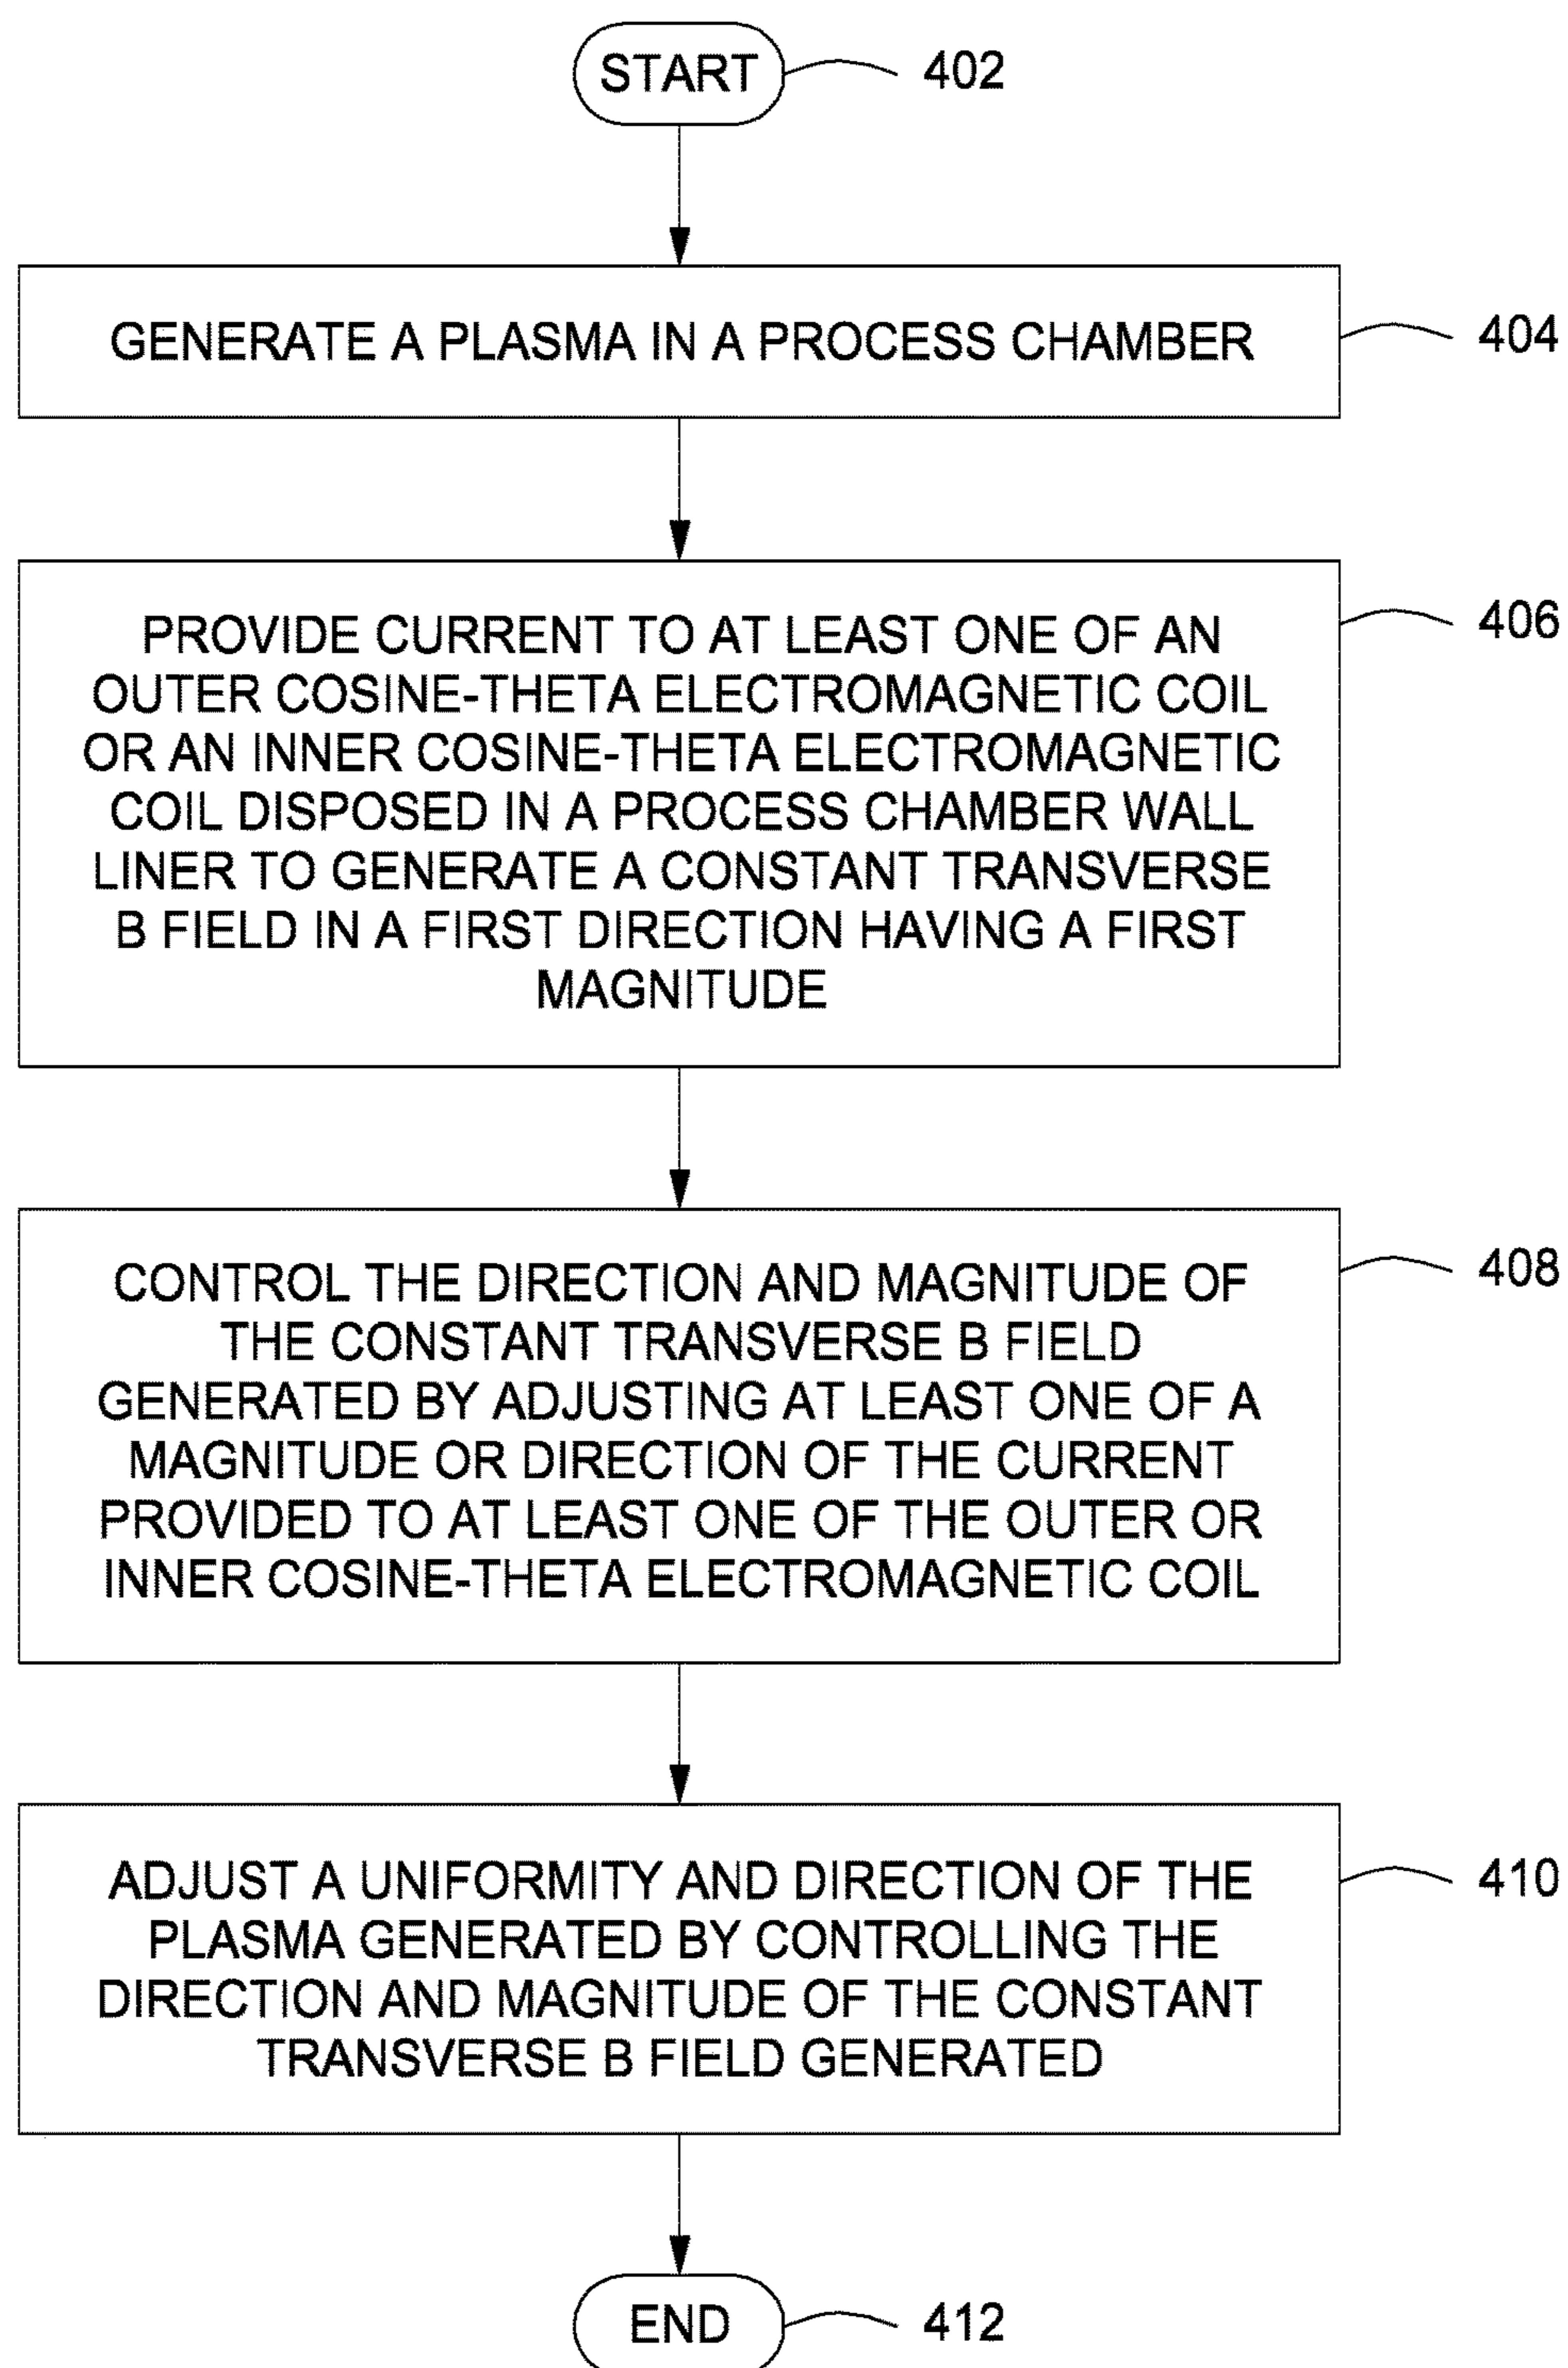 START
402
GENERATE A PLASMA IN A PROCESS CHAMBER
404
PROVIDE CURRENT TO AT LEAST ONE OF AN
OUTER COSINE-THETA ELECTROMAGNETIC COIL
OR AN INNER COSINE-THETA ELECTROMAGNETIC
COIL DISPOSED IN A PROCESS CHAMBER WALL
LINER TO GENERATE A CONSTANT TRANSVERSE
B FIELD IN A FIRST DIRECTION HAVING A FIRST
MAGNITUDE
406
CONTROL THE DIRECTION AND MAGNITUDE OF
THE CONSTANT TRANSVERSE B FIELD
GENERATED BY ADJUSTING AT LEAST ONE OF A
MAGNITUDE OR DIRECTION OF THE CURRENT
PROVIDED TO AT LEAST ONE OF THE OUTER OR
INNER COSINE-THETA ELECTROMAGNETIC COIL
408
ADJUST A UNIFORMITY AND DIRECTION OF THE
PLASMA GENERATED BY CONTROLLING THE
DIRECTION AND MAGNITUDE OF THE CONSTANT
TRANSVERSE B FIELD GENERATED
410
END
412